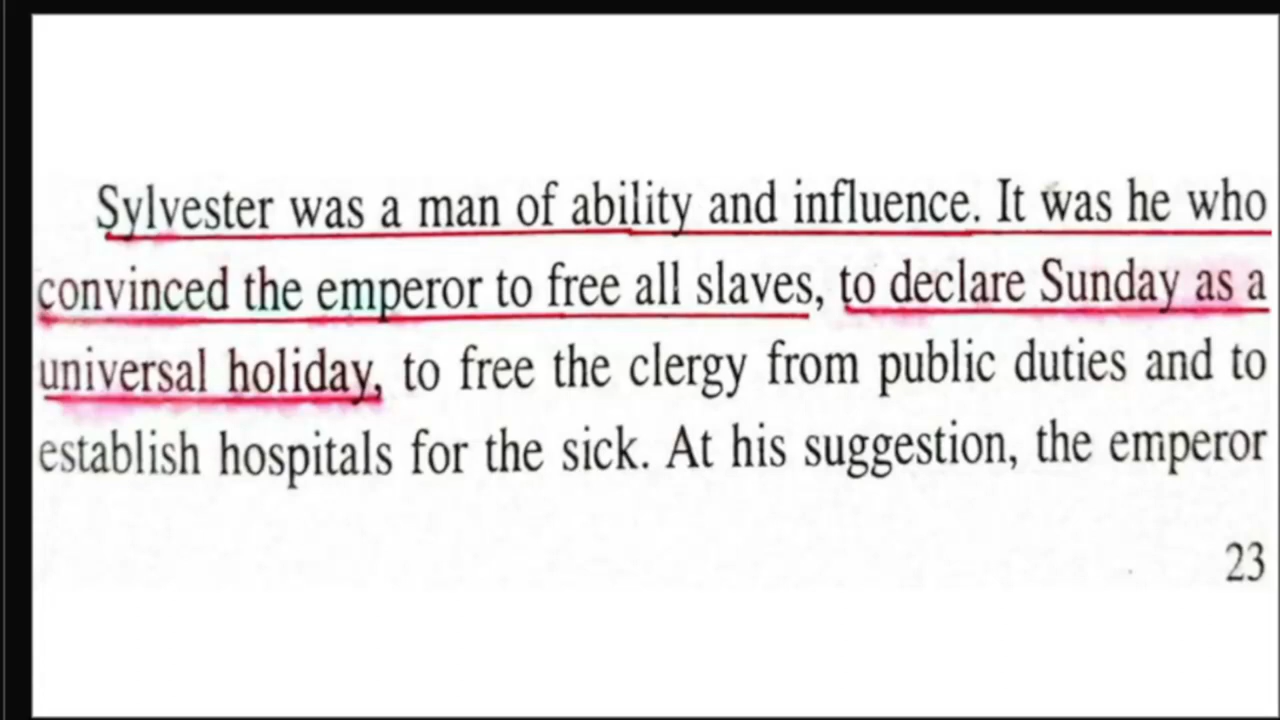 Sylvester was a man of ability and influence. It was he who
convinced the emperor to free all slaves, to declare Sunday as a
universal holiday, to free the clergy from public duties and to
establish hospitals for the sick. At his suggestion, the emperor
23